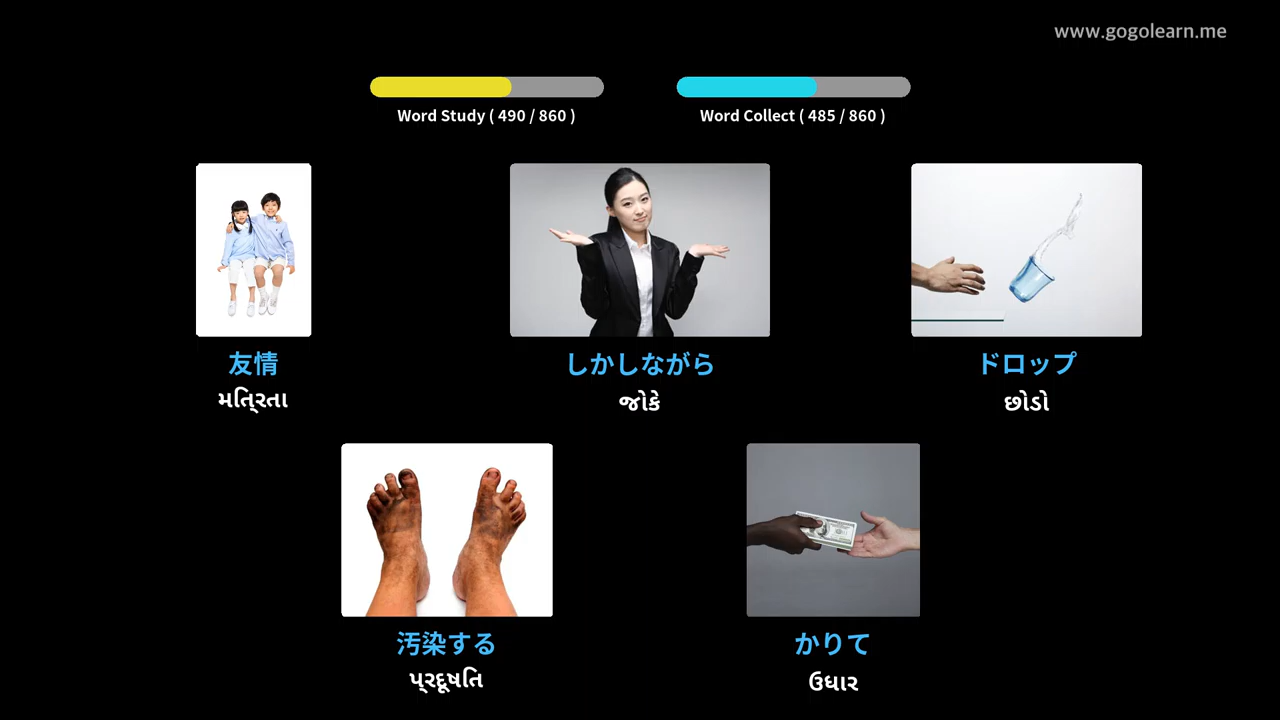 www.gogolearn.me
Word Study ( 490 / 860 )
Word Collect ( 485 / 860 )
友情
મિત્રતા
しかしながら
જોકે
ドロップ
છોડો
汚染する
પ્રદૂષિત
かりて
ઉધાર